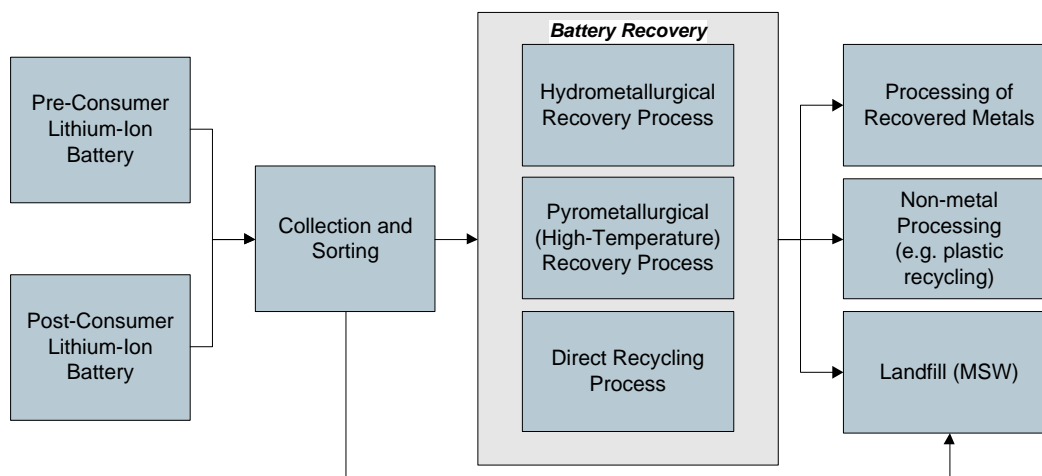 Pre-Consumer
Lithium-Ion
Battery
Post-Consumer
Lithium-Ion
Battery
Collection and
Sorting
Battery Recovery
Hydrometallurgical
Recovery Process
Pyrometallurgical
(High-Temperature)
Recovery Process
Direct Recycling
Process
Processing of
Recovered Metals
Non-metal
Processing
(e.g. plastic
recycling)
Landfill (MSW)